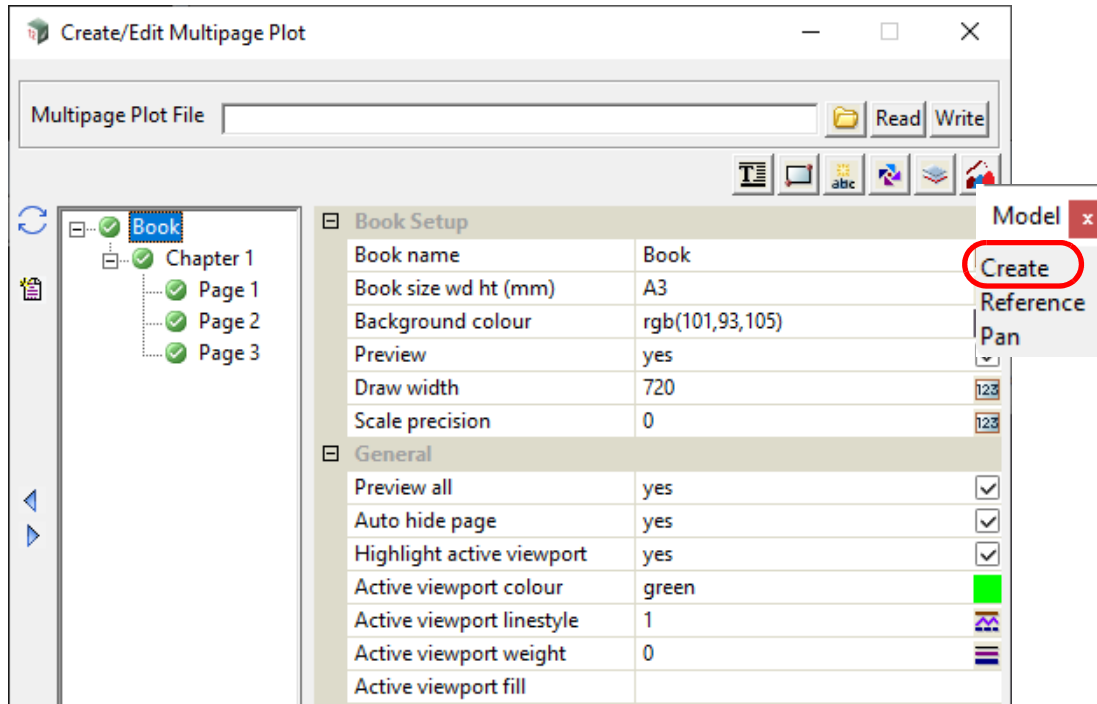 Create/Edit Multipage Plot
Multipage Plot File
Read Write
abc
Model x
Create
Reference
Pan
Book
Chapter 1
Page 1
Page 2
Page 3
Book Setup
Book name Book
Book size wd ht (mm) A3
Background colour rgb(101,93,105)
Preview yes
Draw width 720 123
Scale precision 0 123
General
Preview all yes
Auto hide page yes
Highlight active viewport yes
Active viewport colour green
Active viewport linestyle 1
Active viewport weight 0
Active viewport fill